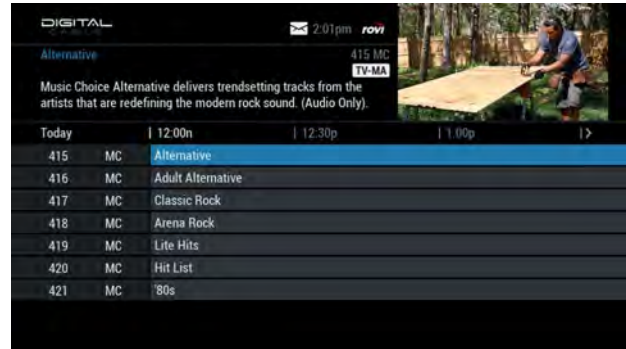 DIGITAL
CABLE
2:01pm rovi
Alternative 415 MC
TV-MA
Music Choice Alternative delivers trendsetting tracks from the
artists that are redefining the modern rock sound. (Audio Only).
Today | 12:00n | 12:30p | 1:00p | >
415 MC Alternative
416 MC Adult Alternative
417 MC Classic Rock
418 MC Arena Rock
419 MC Lite Hits
420 MC Hit List
421 MC '80s